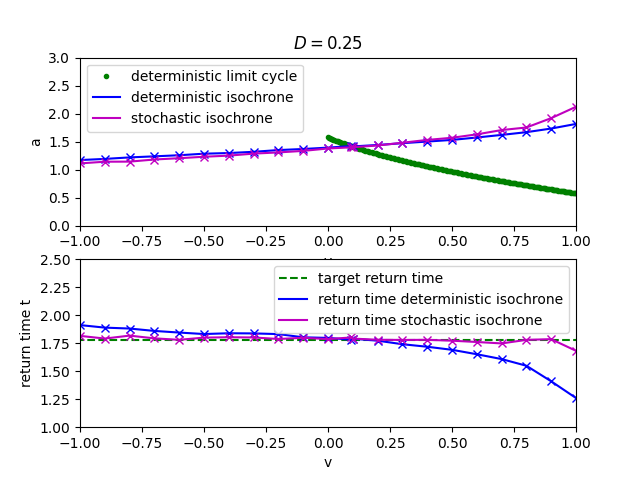 D = 0.25
3.0
2.5
2.0
1.5
1.0
0.5
0.0
a
deterministic limit cycle
deterministic isochrone
stochastic isochrone
−1.00 −0.75 −0.50 −0.25 0.00 0.25 0.50 0.75 1.00
2.50
2.25
2.00
1.75
1.50
1.25
1.00
return time t
target return time
return time deterministic isochrone
return time stochastic isochrone
−1.00 −0.75 −0.50 −0.25 0.00 0.25 0.50 0.75 1.00
v